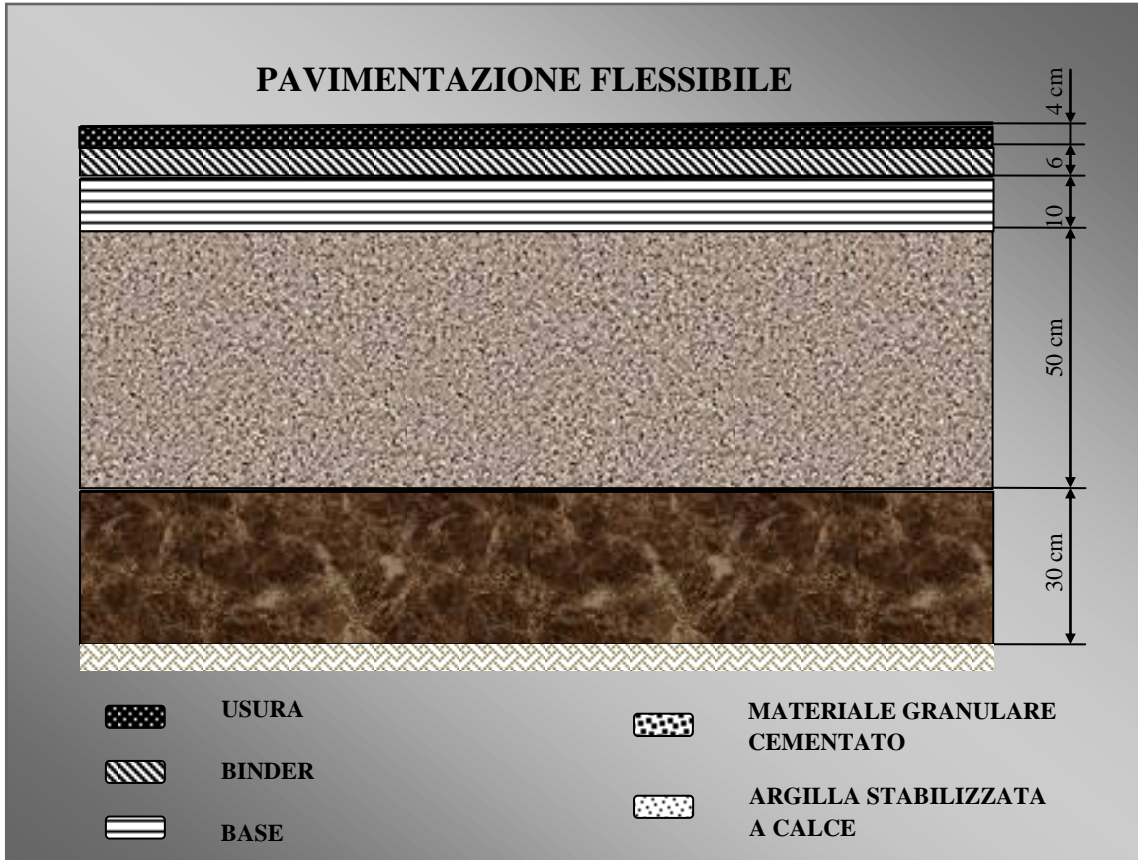 PAVIMENTAZIONE FLESSIBILE
4 cm
6
10
50 cm
30 cm
USURA
BINDER
BASE
MATERIALE GRANULARE
CEMENTATO
ARGILLA STABILIZZATA
A CALCE